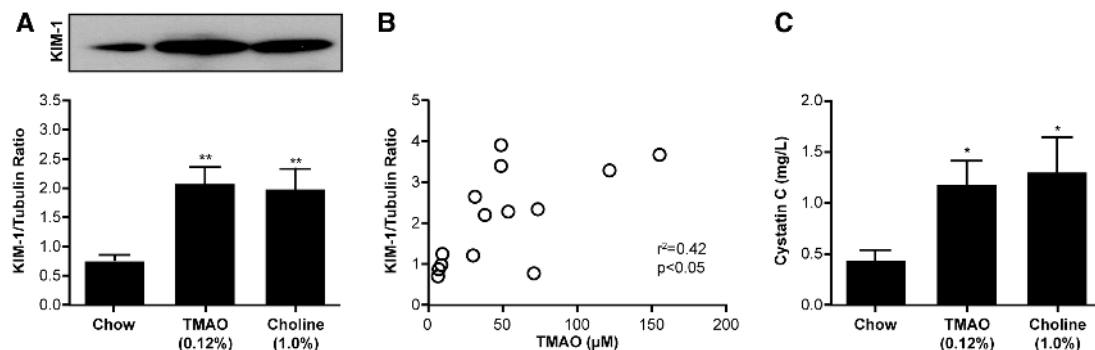 A
KIM-1
KIM-1/Tubulin Ratio
3.5
3.0
2.5
2.0
1.5
1.0
0.5
0.0
**
**
Chow
TMAO
(0.12%)
Choline
(1.0%)
B
KIM-1/Tubulin Ratio
5
4
3
2
1
0
r²=0.42
p<0.05
0
50
100
150
200
TMAO (µM)
C
Cystatin C (mg/L)
2.0
1.5
1.0
0.5
0.0
*
*
Chow
TMAO
(0.12%)
Choline
(1.0%)